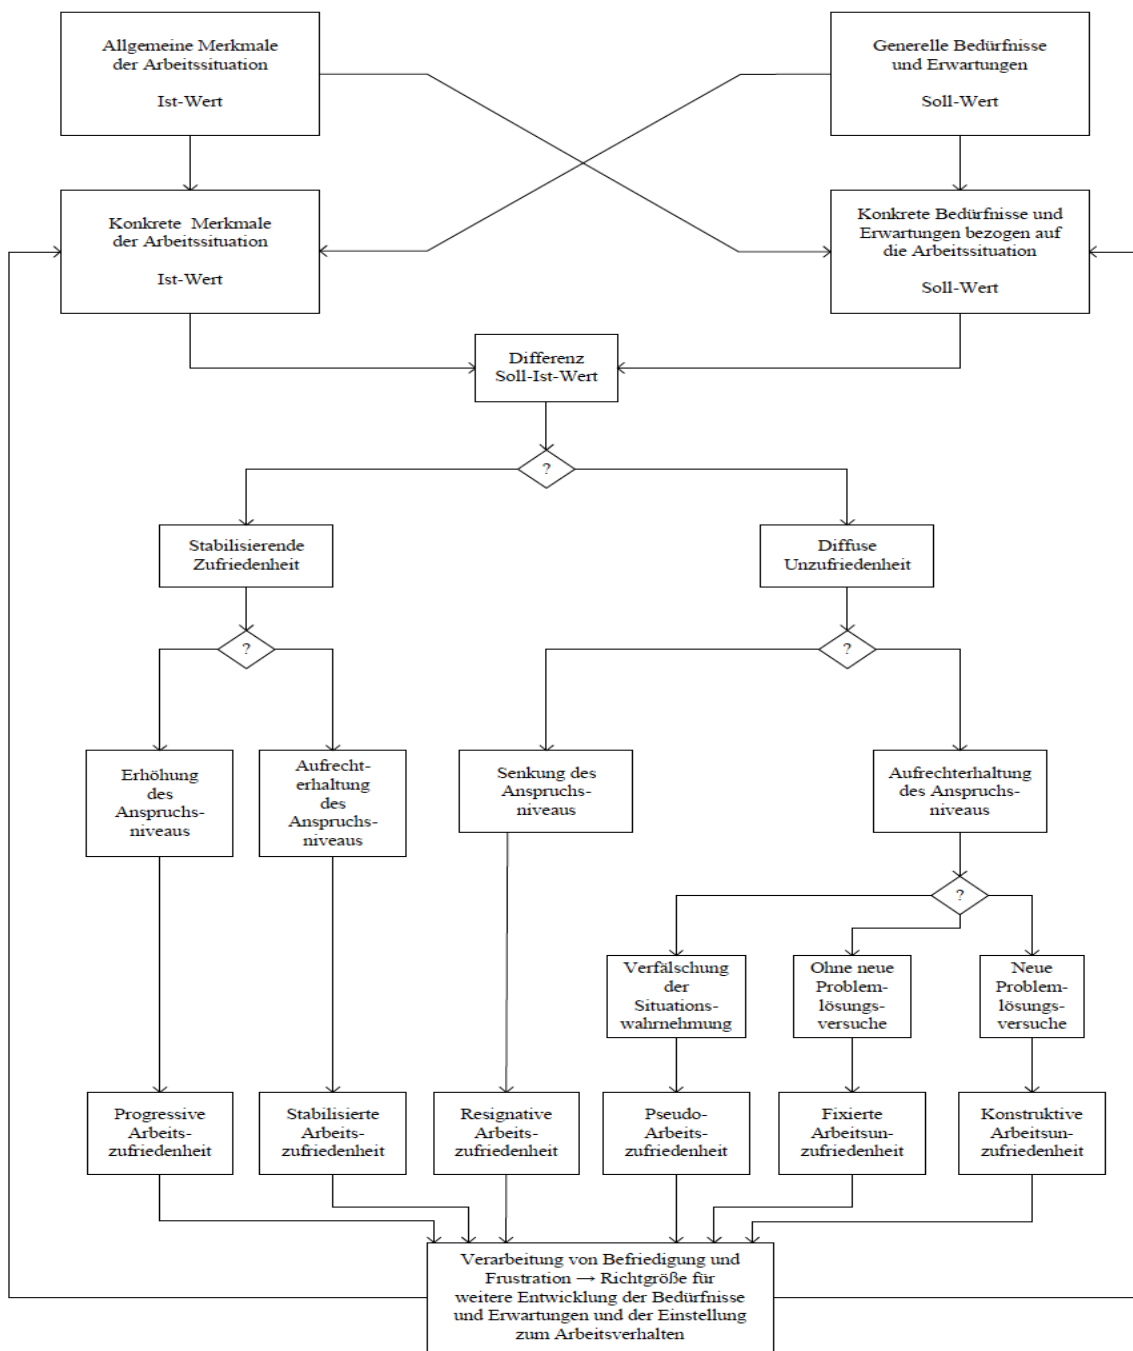 Allgemeine Merkmale
der Arbeitssituation
Ist-Wert
Generelle Bedürfnisse
und Erwartungen
Soll-Wert
Konkrete Merkmale
der Arbeitssituation
Ist-Wert
Konkrete Bedürfnisse und
Erwartungen bezogen auf
die Arbeitssituation
Soll-Wert
Differenz
Soll-Ist-Wert
?
Stabilisierende
Zufriedenheit
Diffuse
Unzufriedenheit
?
?
Erhöhung
des
Anspruchs-
niveaus
Aufrecht-
erhaltung
des
Anspruchs-
niveaus
Senkung des
Anspruchs-
niveaus
Aufrechterhaltung
des Anspruchs-
niveaus
?
Verfälschung
der
Situations-
wahrnehmung
Ohne neue
Problem-
lösungs-
versuche
Neue
Problem-
lösungs-
versuche
Progressive
Arbeits-
zufriedenheit
Stabilisierte
Arbeits-
zufriedenheit
Resignative
Arbeits-
zufriedenheit
Pseudo-
Arbeits-
zufriedenheit
Fixierte
Arbeitsun-
zufriedenheit
Konstruktive
Arbeitsun-
zufriedenheit
Verarbeitung von Befriedigung und
Frustration → Richtgröße für
weitere Entwicklung der Bedürfnisse
und Erwartungen und der Einstellung
zum Arbeitsverhalten